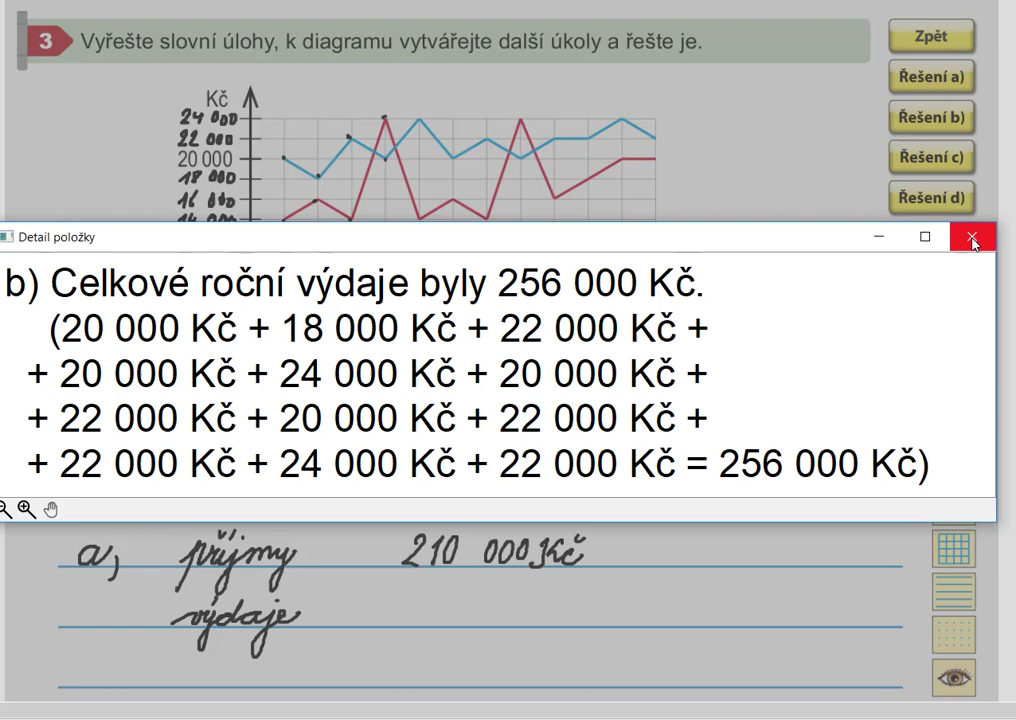 3 Vyřešte slovní úlohy, k diagramu vytvářejte další úkoly a řešte je.
Zpět
Řešení a)
Řešení b)
Řešení c)
Řešení d)
Kč
24 000
22 000
20 000
18 000
16 000
14 000
Detail položky
b) Celkové roční výdaje byly 256 000 Kč.
(20 000 Kč + 18 000 Kč + 22 000 Kč +
+ 20 000 Kč + 24 000 Kč + 20 000 Kč +
+ 22 000 Kč + 20 000 Kč + 22 000 Kč +
+ 22 000 Kč + 24 000 Kč + 22 000 Kč = 256 000 Kč)
a) příjmy 210 000 Kč
výdaje